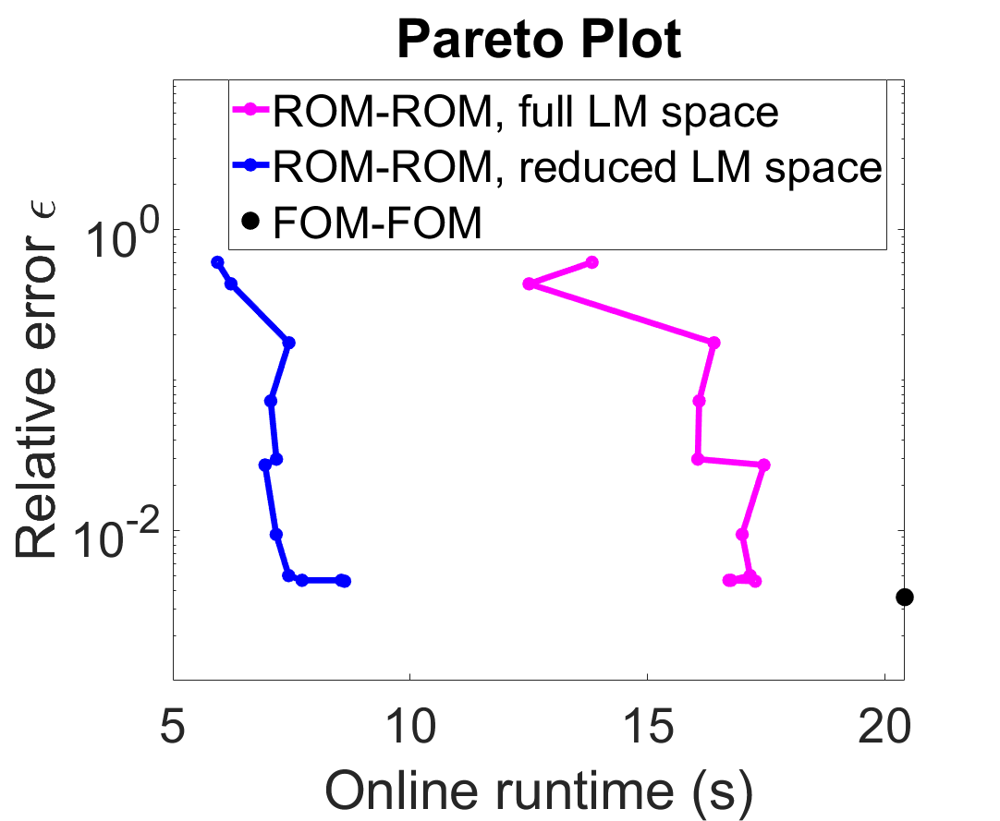 Pareto Plot
ROM-ROM, full LM space
ROM-ROM, reduced LM space
FOM-FOM
Relative error ϵ
10^0
10^-2
5 10 15 20
Online runtime (s)